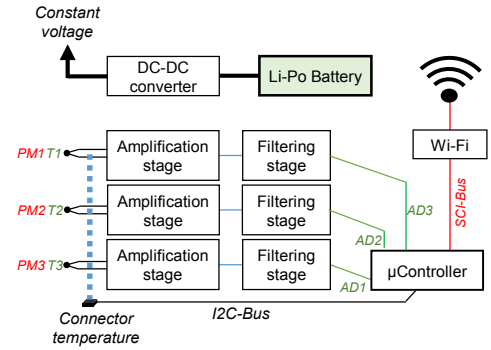 Constant
voltage
DC-DC
converter
Li-Po Battery
Wi-Fi
SCI-Bus
PM1 T1
Amplification
stage
Filtering
stage
AD3
PM2 T2
Amplification
stage
Filtering
stage
AD2
PM3 T3
Amplification
stage
Filtering
stage
AD1
µController
I2C-Bus
Connector
temperature